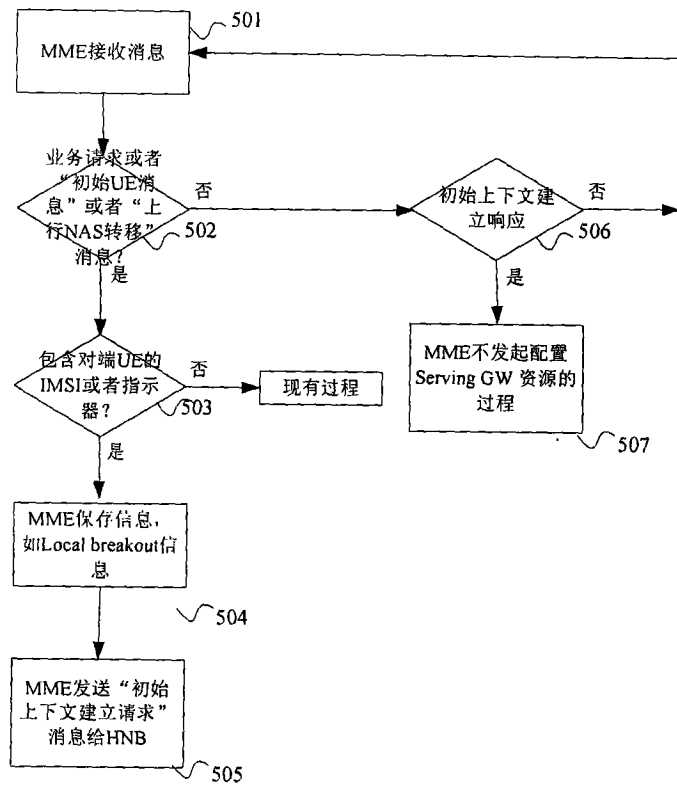 501
MME接收消息
业务请求或者
“初始UE消
息”或者“上
行NAS转移”
消息?
否
502
是
初始上下文建
立响应
否
506
是
包含对端UE的
IMSI或者指示
器?
否
503
是
现有过程
MME不发起配置
Serving GW 资源的
过程
507
MME保存信息,
如Local breakout信
息
504
MME发送“初始
上下文建立请求”
消息给HNB
505